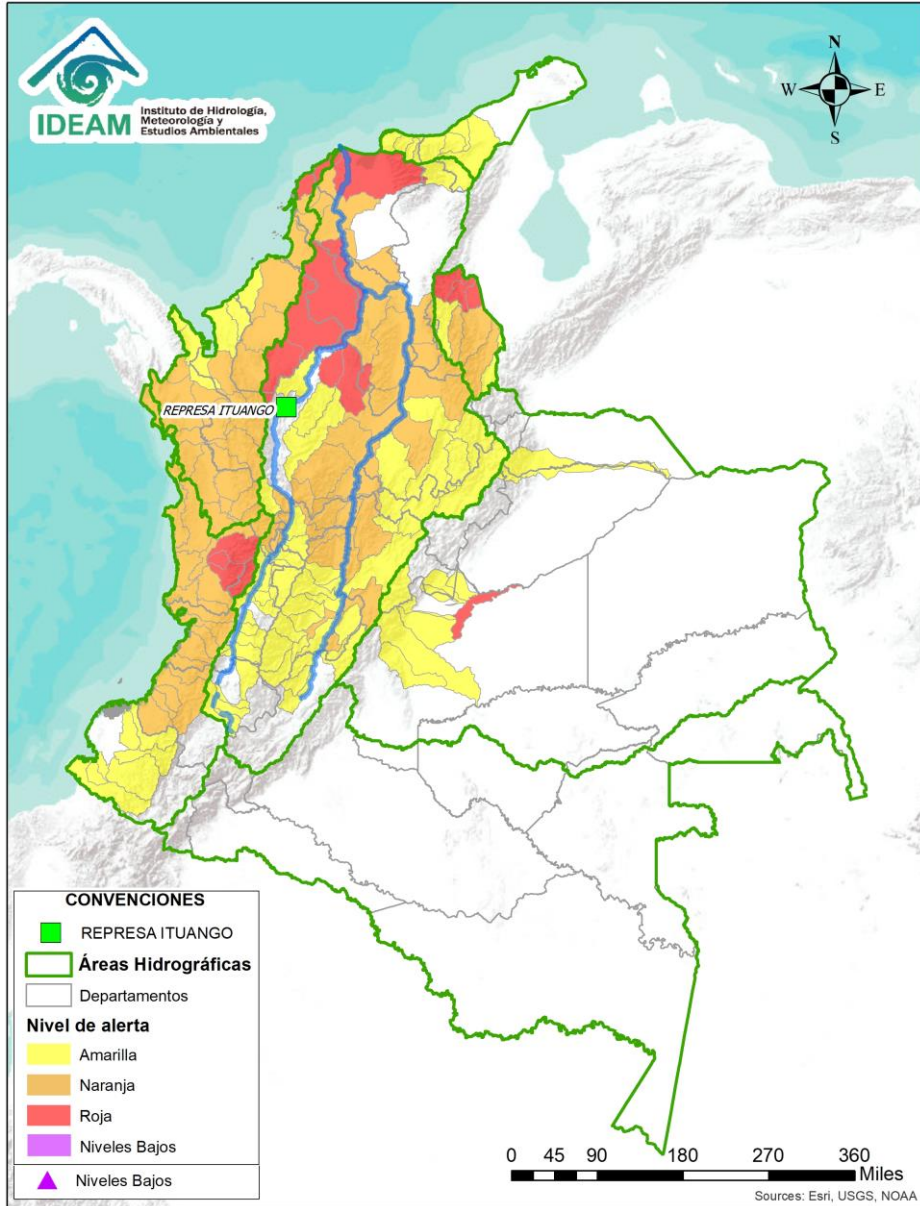 IDEAM
Instituto de Hidrología,
Meteorología y
Estudios Ambientales
N
W
E
S
REPRESA ITUANGO
CONVENCIONES
REPRESA ITUANGO
Áreas Hidrográficas
Departamentos
Nivel de alerta
Amarilla
Naranja
Roja
Niveles Bajos
Niveles Bajos
0 45 90 180 270 360
Miles
Sources: Esri, USGS, NOAA